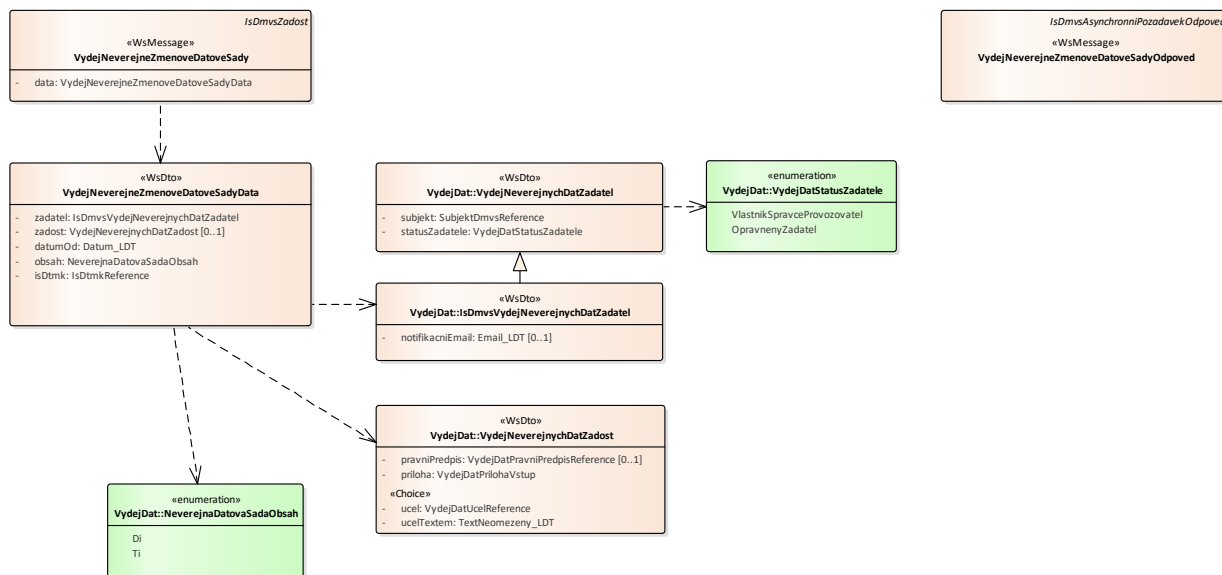 IsDmvsZadost
«WsMessage»
VydejNeverejneZmenoveDatoveSady
- data: VydejNeverejneZmenoveDatoveSadyData
IsDmvsAsynchronniPozadavekOdpoved
«WsMessage»
VydejNeverejneZmenoveDatoveSadyOdpoved
«WsDto»
VydejNeverejneZmenoveDatoveSadyData
- zadatel: IsDmvsVydejNeverejnychDatZadatel
- zadost: VydejNeverejnychDatZadost [0..1]
- datumOd: Datum_LDT
- obsah: NeverejnaDatovaSadaObsah
- isDtmk: IsDtmkReference
«WsDto»
VydejDat::VydejNeverejnychDatZadatel
- subjekt: SubjektDmvsReference
- statusZadatele: VydejDatStatusZadatele
«enumeration»
VydejDat::VydejDatStatusZadatele
VlastnikSpravceProvozovatel
OpravnenyZadatel
«WsDto»
VydejDat::IsDmvsVydejNeverejnychDatZadatel
- notifikacniEmail: Email_LDT [0..1]
«WsDto»
VydejDat::VydejNeverejnychDatZadost
- pravniPredpis: VydejDatPravniPredpisReference [0..1]
- priloha: VydejDatPrilohaVstup
«Choice»
- ucel: VydejDatUcelReference
- ucelTextem: TextNeomezeny_LDT
«enumeration»
VydejDat::NeverejnaDatovaSadaObsah
Di
Ti